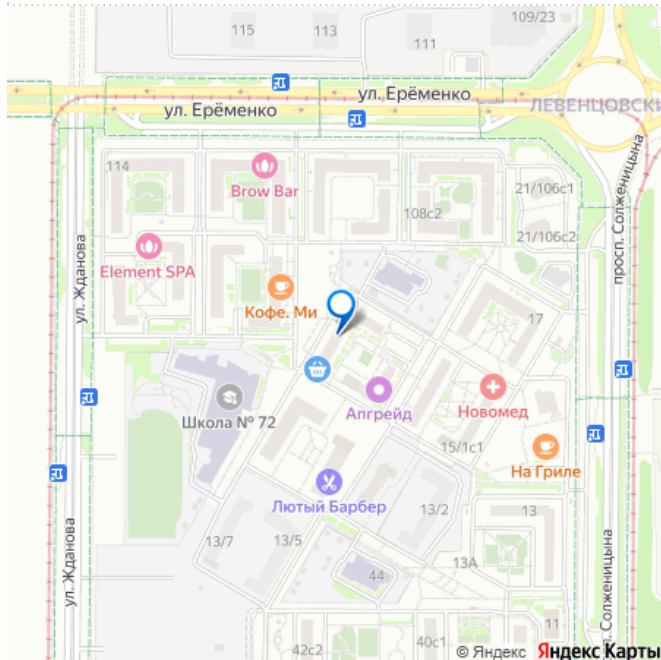 109/23
115
113
111
ул. Ерёменко
ул. Ерёменко
ЛЕВЕНЦОВСКИ
114
Brow Bar
21/106с1
108с2
21/106с2
просп. Солженицына
ул. Жданова
Element SPA
Кофе. Ми
17
Школа № 72
Апгрейд
Новомед
15/1с1
На Гриле
Лютый Барбер
13/2
13
13/7
13/5
13А
44
ул. Жданова
. Солженицына
11
42с2
40с1
© Яндекс Яндекс Карты